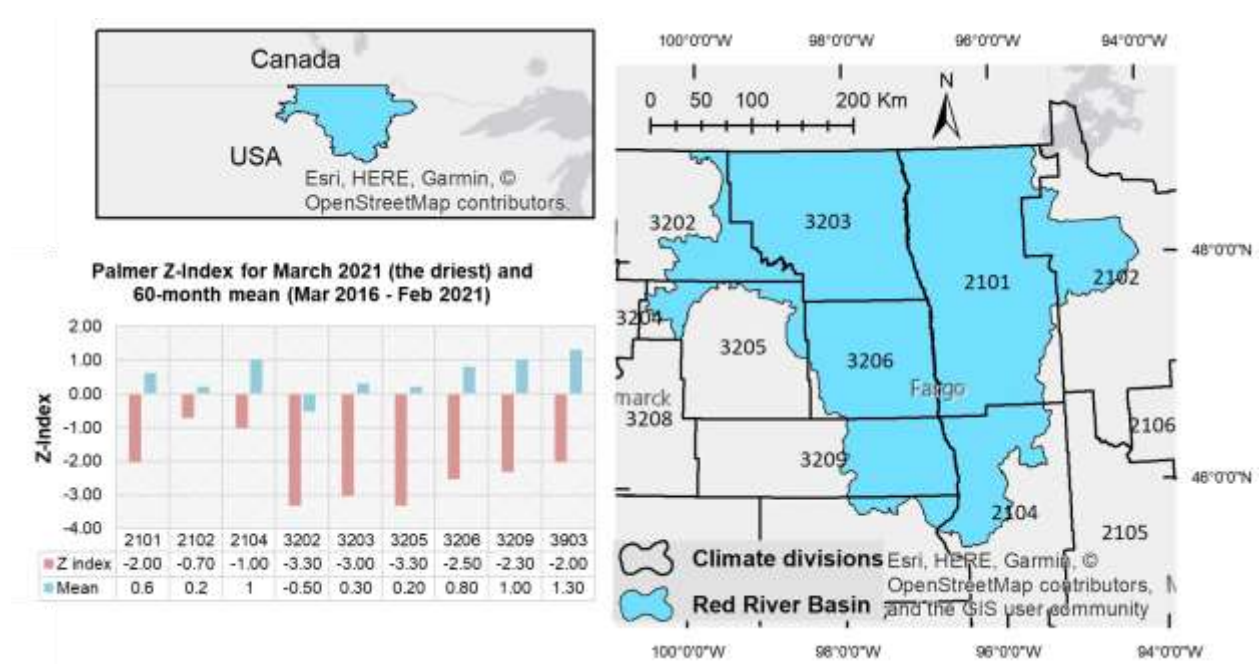 Canada
USA
Esri, HERE, Garmin, ©
OpenStreetMap contributors.
Palmer Z-Index for March 2021 (the driest) and
60-month mean (Mar 2016 - Feb 2021)
Z-Index
2.00
1.00
0.00
-1.00
-2.00
-3.00
-4.00
2101 2102 2104 3202 3203 3205 3206 3209 3903
Z index -2.00 -0.70 -1.00 -3.30 -3.00 -3.30 -2.50 -2.30 -2.00
Mean 0.6 0.2 1 -0.50 0.30 0.20 0.80 1.00 1.30
100°0'0"W 98°0'0"W 96°0'0"W 94°0'0"W
N
0 50 100 200 Km
3202
3203
2101
2102
48°0'0"N
3204
3205
3206
Fargo
marck
3208
2106
3209
46°0'0"N
2104
2105
Climate divisions
Red River Basin
Esri, HERE, Garmin, ©
OpenStreetMap contributors,
and the GIS user community
100°0'0"W 98°0'0"W 96°0'0"W 94°0'0"W